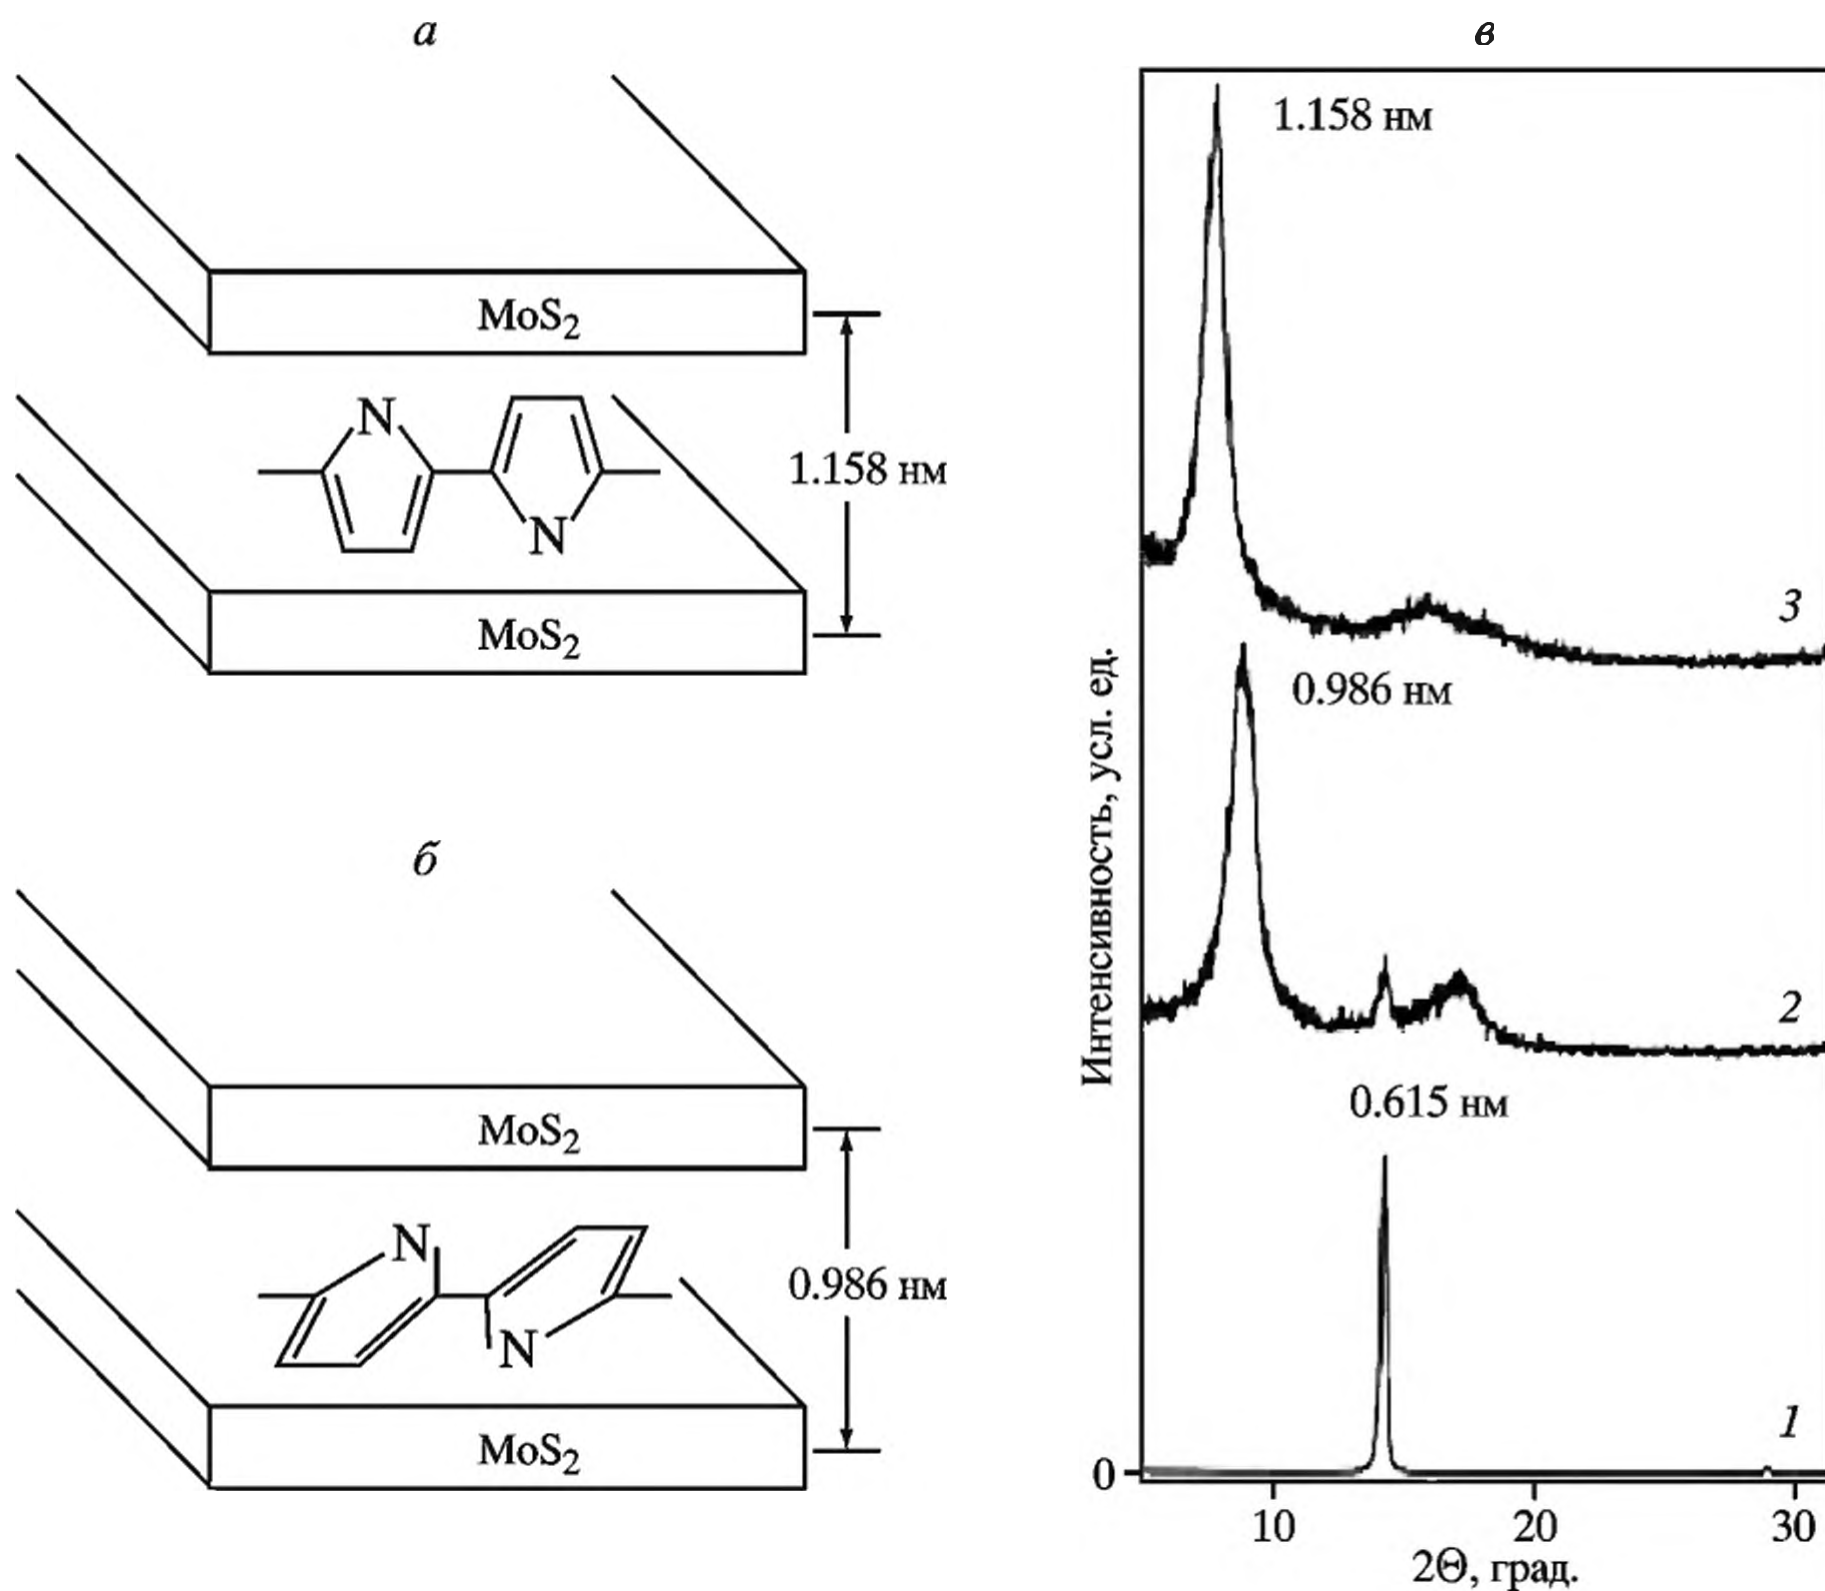 а
MoS2
N
N
1.158 нм
MoS2
б
MoS2
N
N
0.986 нм
MoS2
в
1.158 нм
3
0.986 нм
2
0.615 нм
1
Интенсивность, усл. ед.
0
10 20 30
2Θ, град.